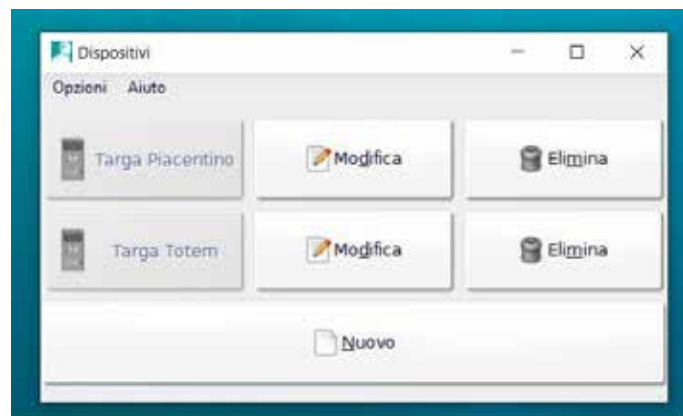 Dispositivi
Opzioni Aiuto
Targa Piacentino Modifica Elimina
Targa Totem Modifica Elimina
Nuovo